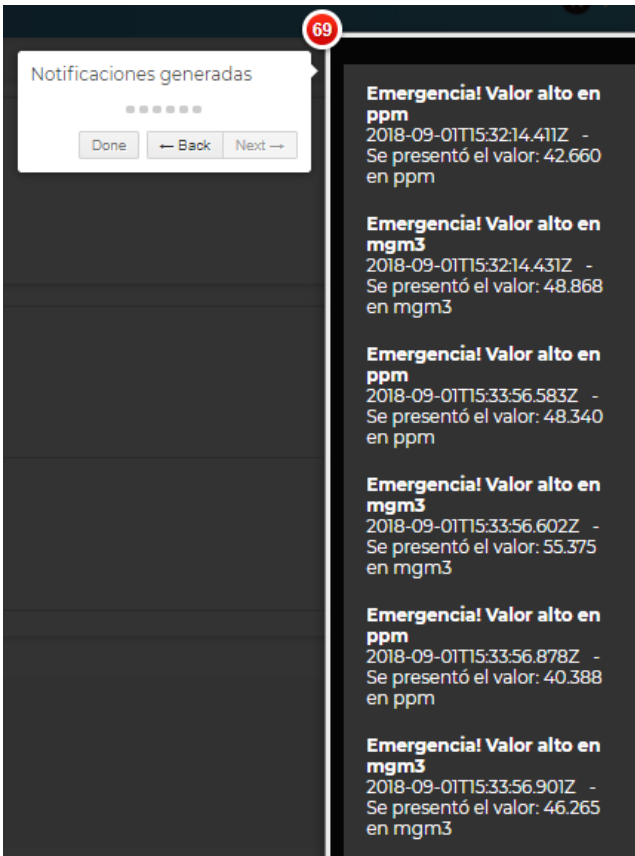 69
Notificaciones generadas
Done
← Back
Next →
Emergencia! Valor alto en
ppm
2018-09-01T15:32:14.411Z -
Se presentó el valor: 42.660
en ppm
Emergencia! Valor alto en
mgm3
2018-09-01T15:32:14.431Z -
Se presentó el valor: 48.868
en mgm3
Emergencia! Valor alto en
ppm
2018-09-01T15:33:56.583Z -
Se presentó el valor: 48.340
en ppm
Emergencia! Valor alto en
mgm3
2018-09-01T15:33:56.602Z -
Se presentó el valor: 55.375
en mgm3
Emergencia! Valor alto en
ppm
2018-09-01T15:33:56.878Z -
Se presentó el valor: 40.388
en ppm
Emergencia! Valor alto en
mgm3
2018-09-01T15:33:56.901Z -
Se presentó el valor: 46.265
en mgm3